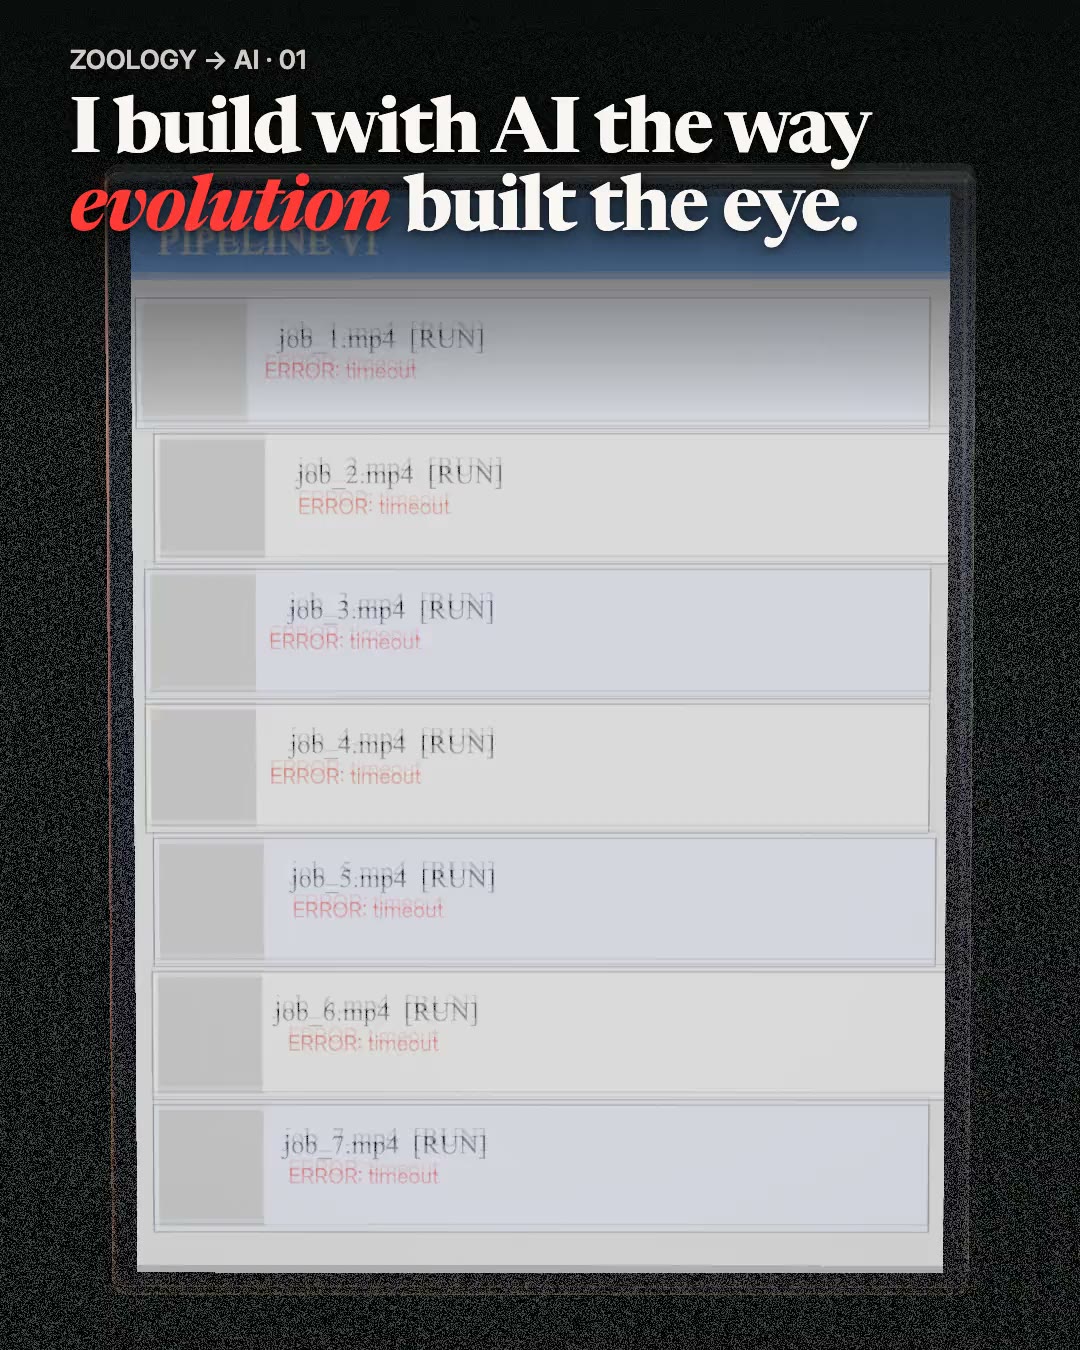 ZOOLOGY → AI · 01
I build with AI the way
evolution built the eye.
PIPELINE V1
job_1.mp4 [RUN]
ERROR: timeout
job_2.mp4 [RUN]
ERROR: timeout
job_3.mp4 [RUN]
ERROR: timeout
job_4.mp4 [RUN]
ERROR: timeout
job_5.mp4 [RUN]
ERROR: timeout
job_6.mp4 [RUN]
ERROR: timeout
job_7.mp4 [RUN]
ERROR: timeout